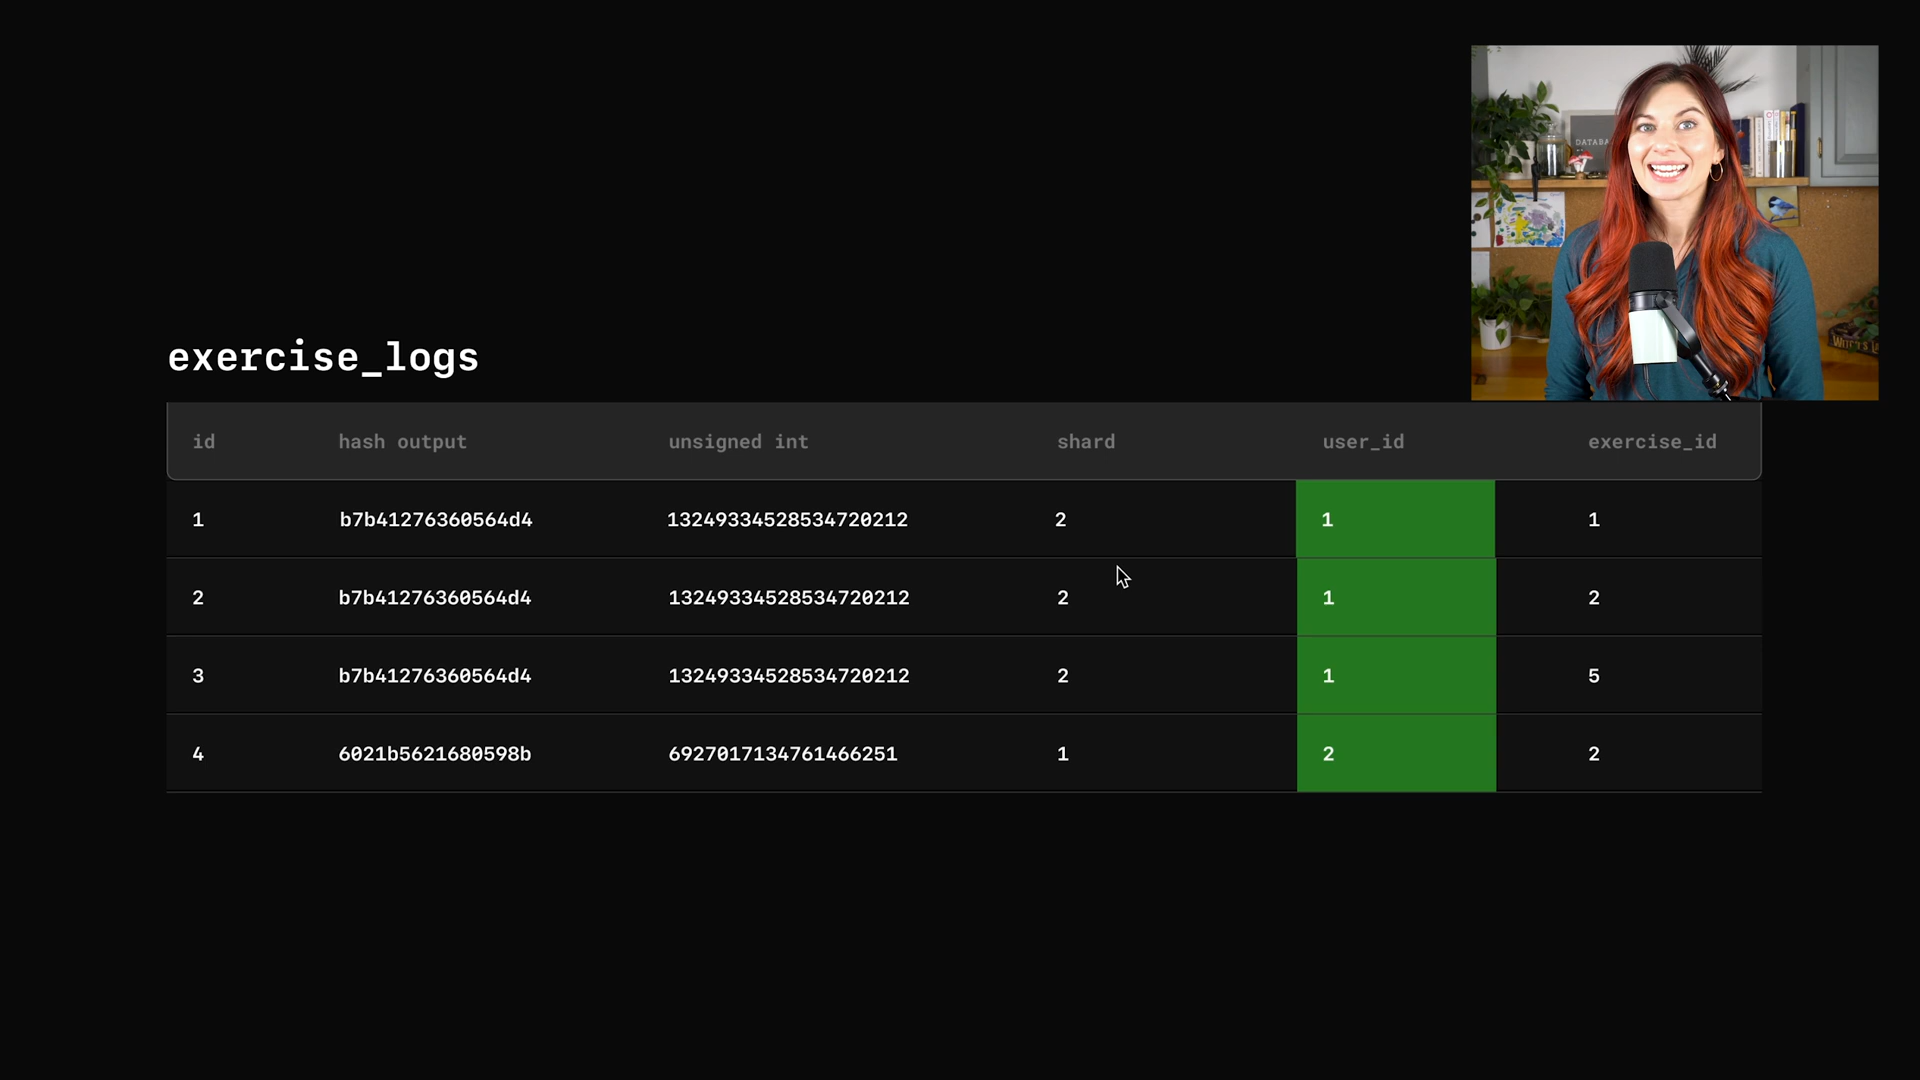 DATABA
exercise_logs
id hash output unsigned int shard user_id exercise_id
1 b7b41276360564d4 13249334528534720212 2 1 1
2 b7b41276360564d4 13249334528534720212 2 1 2
3 b7b41276360564d4 13249334528534720212 2 1 5
4 6021b5621680598b 6927017134761466251 1 2 2